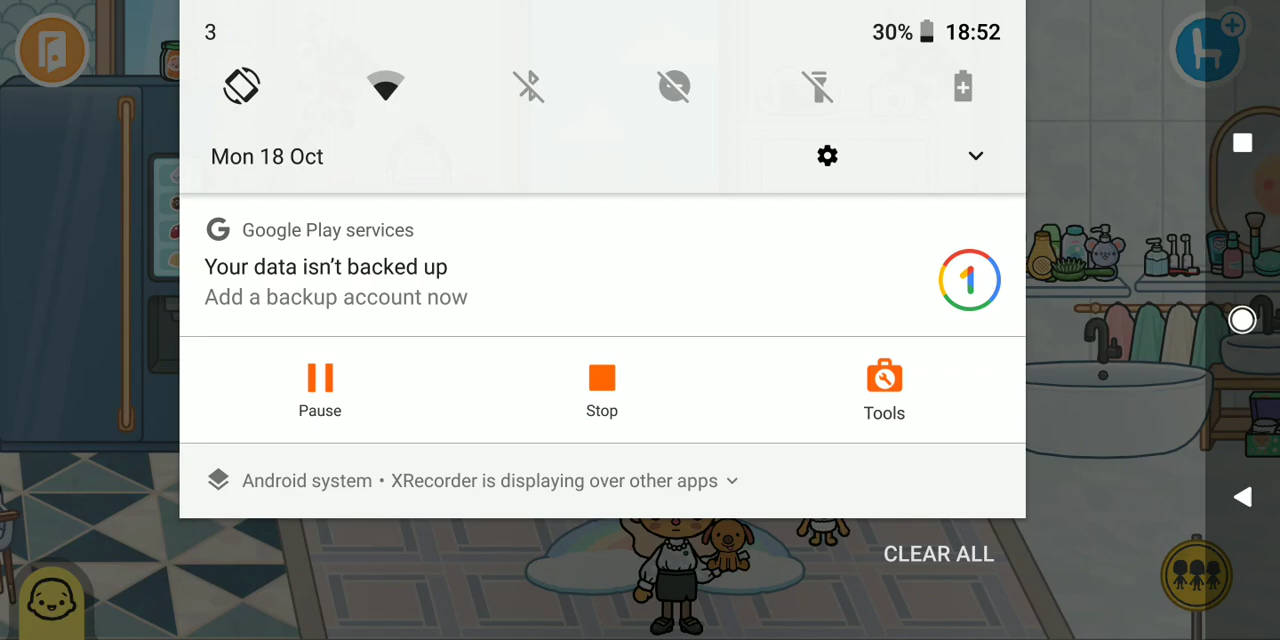 3
30% 18:52
Mon 18 Oct
Google Play services
Your data isn’t backed up
Add a backup account now
1
Pause Stop Tools
Android system • XRecorder is displaying over other apps
CLEAR ALL